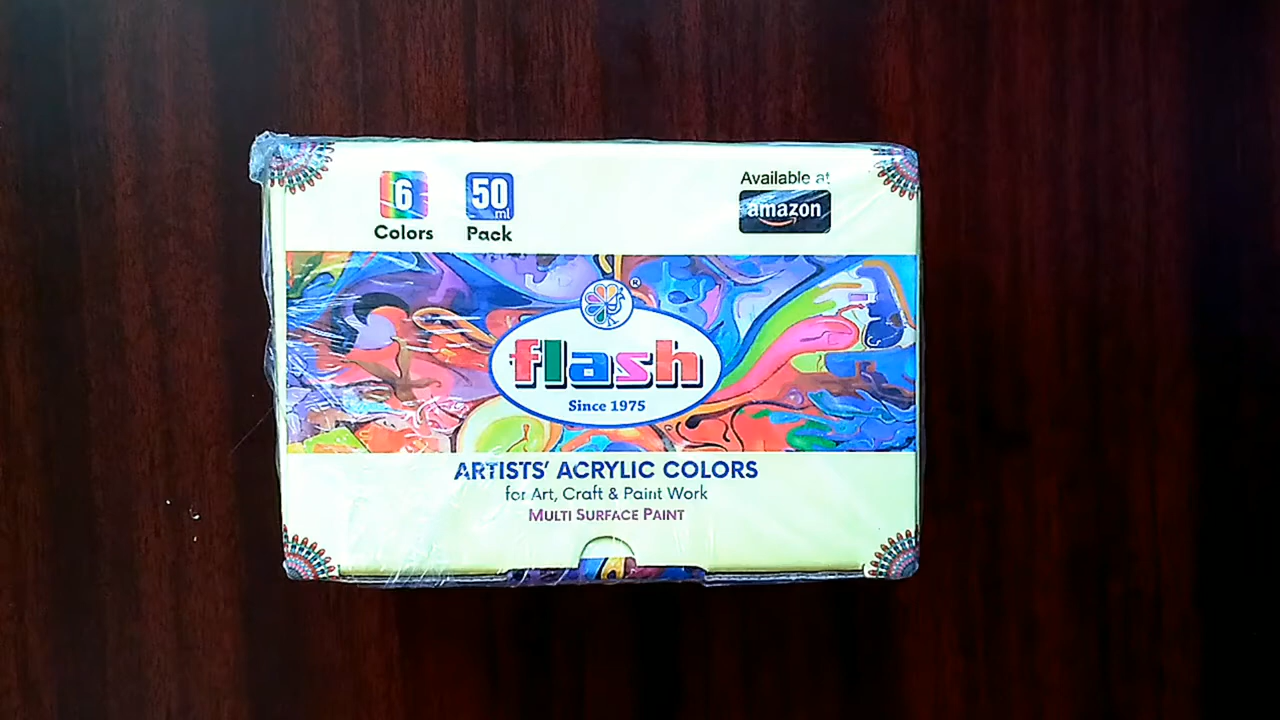 6
Colors
50
ml
Pack
Available at
amazon
®
flash
Since 1975
ARTISTS' ACRYLIC COLORS
for Art, Craft & Paint Work
MULTI SURFACE PAINT